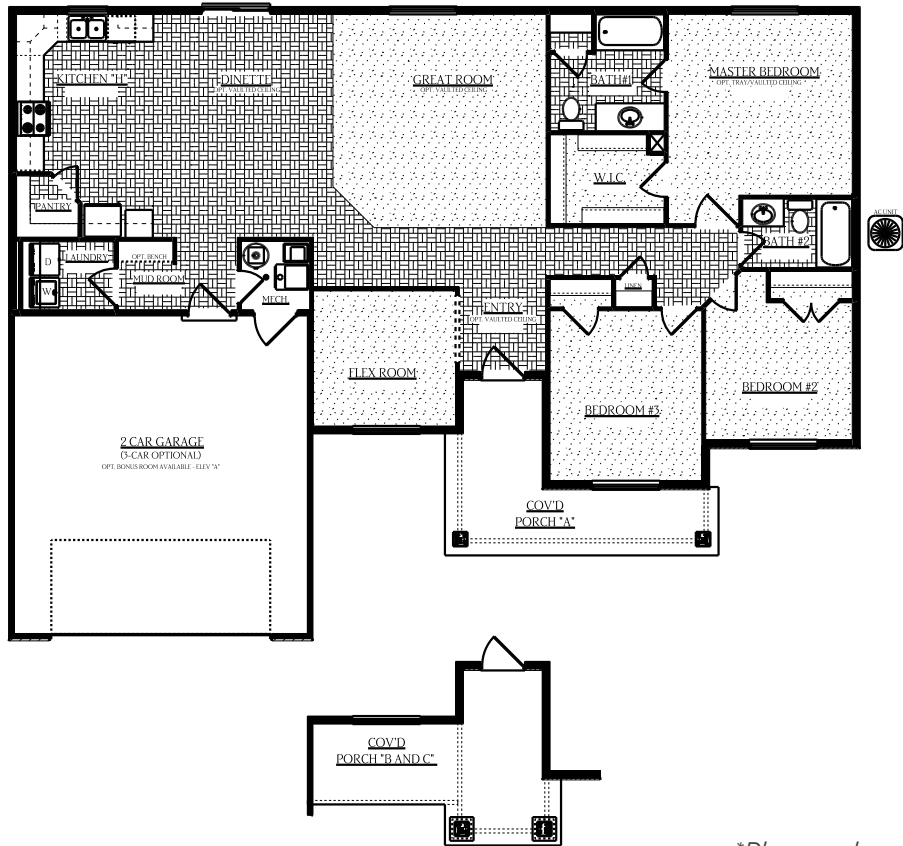 KITCHEN "H"
DINETTE
OPT. VAULTED CEILING
GREAT ROOM
OPT. VAULTED CEILING
BATH#1
MASTER BEDROOM
OPT. TRAY/VAULTED CEILING
W.I.C
PANTRY
AC UNIT
BATH #2
D
LAUNDRY
OPT. BENCH
MUD ROOM
W
MECH.
LINEN
ENTRY
OPT. VAULTED CEILING
FLEX ROOM
BEDROOM #2
BEDROOM #3
2 CAR GARAGE
(3-CAR OPTIONAL)
OPT. BONUS ROOM AVAILABLE - ELEV "A"
COV'D
PORCH "A"
COV'D
PORCH "B AND C"